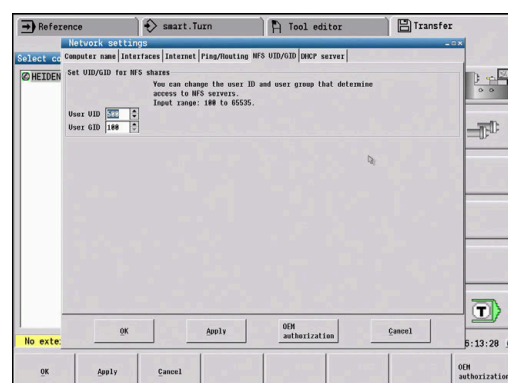 Reference
smart.Turn
Tool editor
Transfer
Network settings
Select co
Computer name Interfaces Internet Ping/Routing NFS UID/GID DHCP server
HEIDEN
Set UID/GID for NFS shares
You can change the user ID and user group that determine
access to NFS servers.
Input range: 100 to 65535.
User UID
User GID 100
T
OK
Apply
OEM
authorization
Cancel
No exte
5:13:28
OK
Apply
Cancel
OEM
authorization